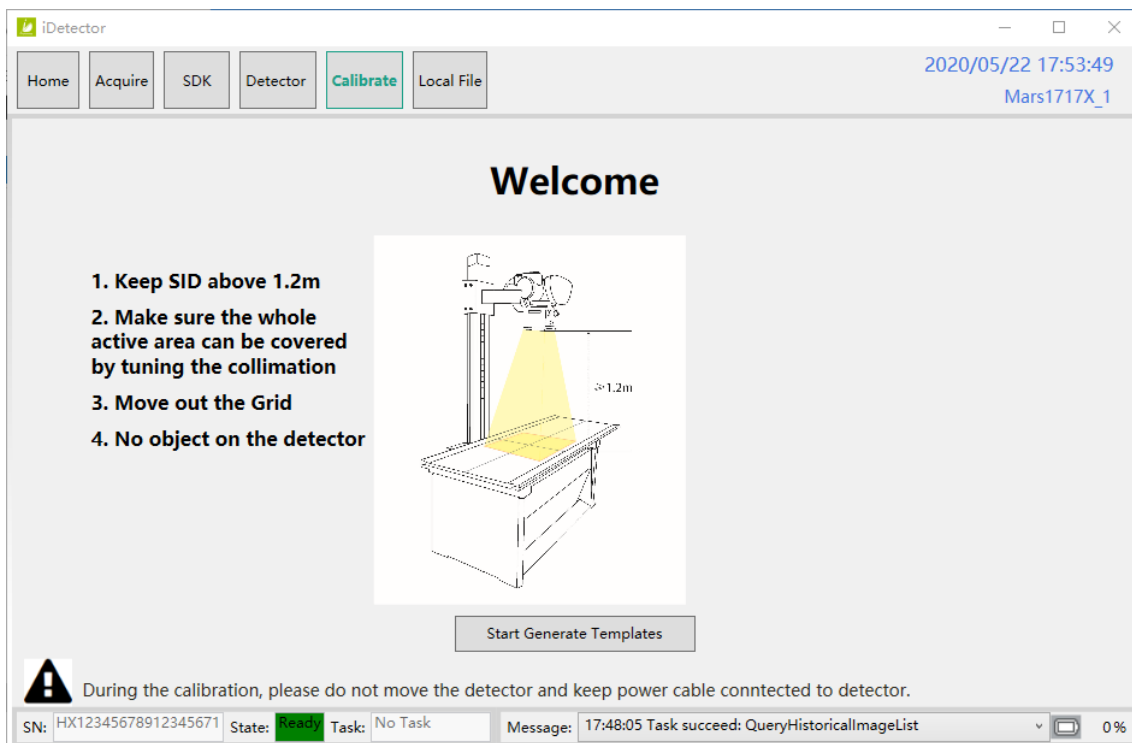 iDetector
Home Acquire SDK Detector Calibrate Local File
2020/05/22 17:53:49
Mars1717X_1
Welcome
1. Keep SID above 1.2m
2. Make sure the whole
active area can be covered
by tuning the collimation
3. Move out the Grid
4. No object on the detector
≥1.2m
Start Generate Templates
During the calibration, please do not move the detector and keep power cable conntected to detector.
SN: HX12345678912345671 State: Ready Task: No Task Message: 17:48:05 Task succeed: QueryHistoricalImageList 0%